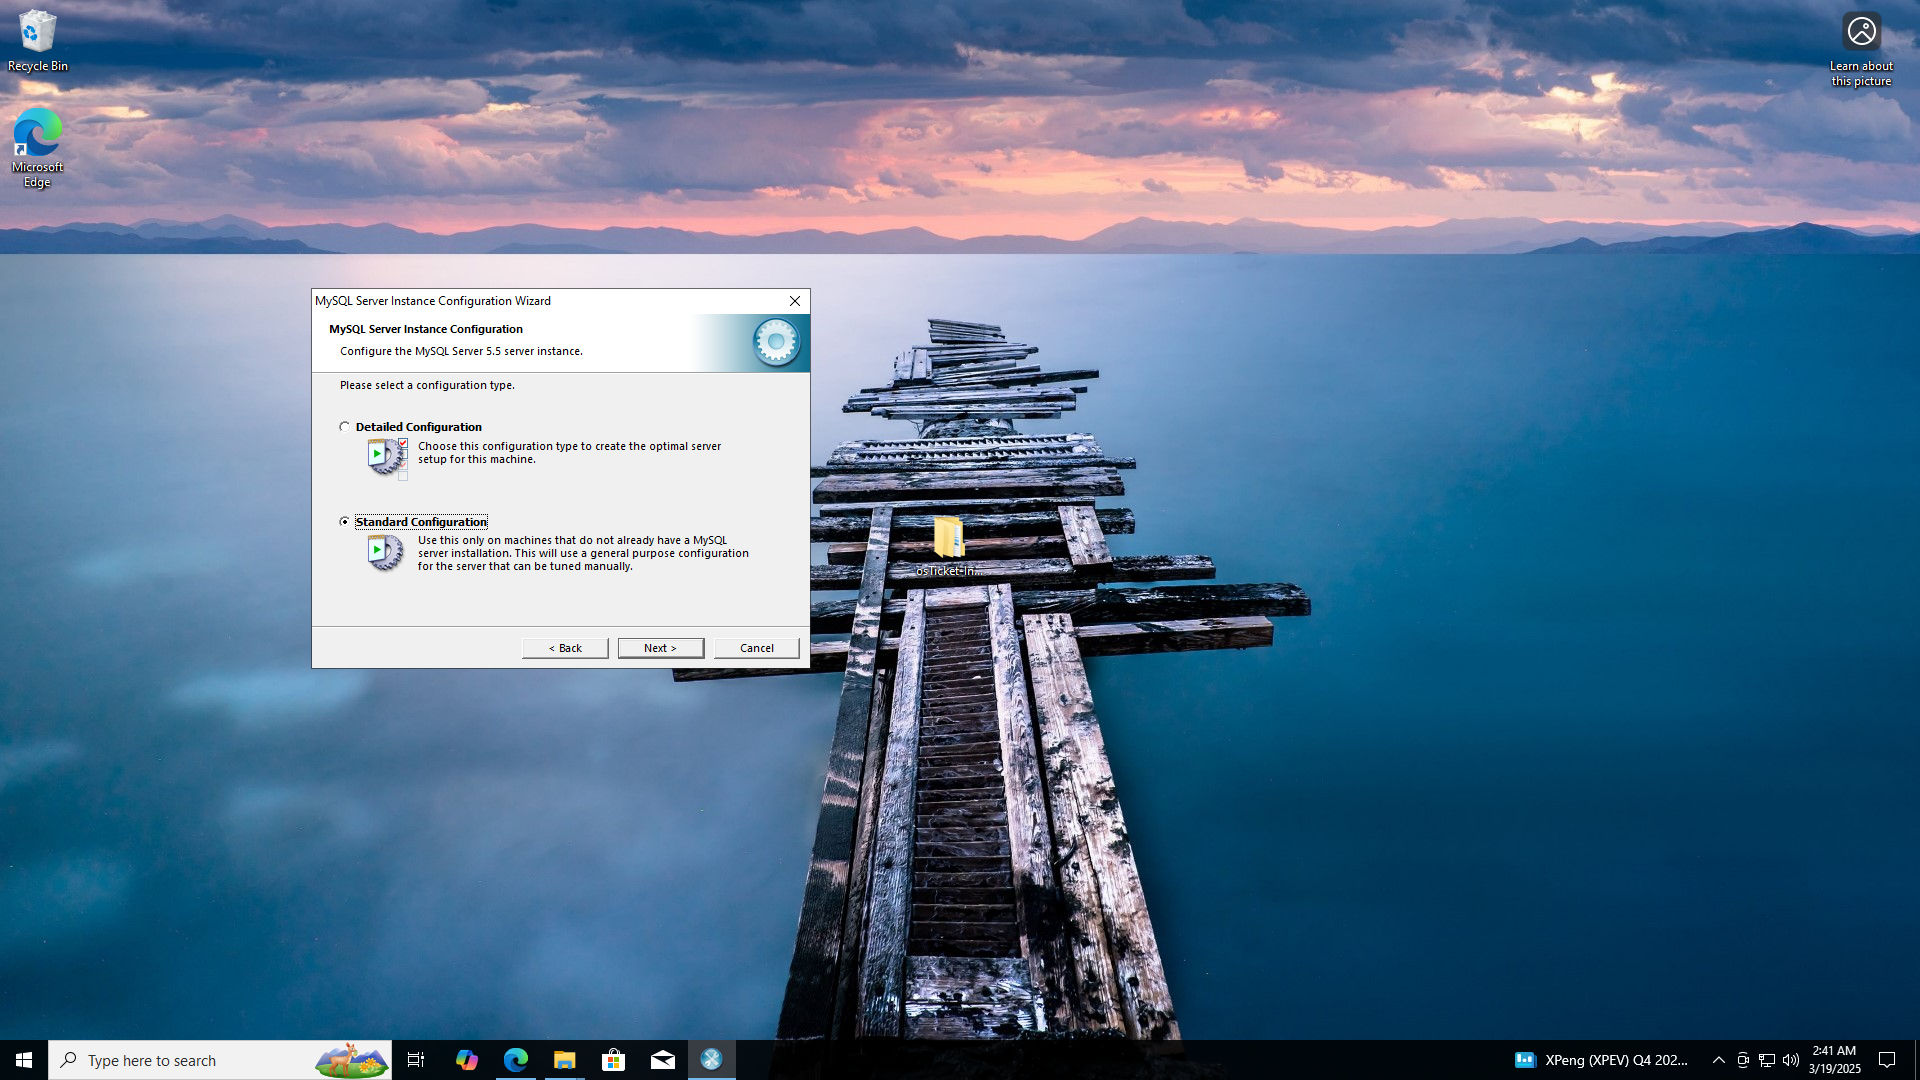 Recycle Bin
Microsoft
Edge
Learn about
this picture
MySQL Server Instance Configuration Wizard
MySQL Server Instance Configuration
Configure the MySQL Server 5.5 server instance.
Please select a configuration type.
Detailed Configuration
Choose this configuration type to create the optimal server
setup for this machine.
Standard Configuration
Use this only on machines that do not already have a MySQL
server installation. This will use a general purpose configuration
for the server that can be tuned manually.
< Back
Next >
Cancel
osTicket-In...
Type here to search
XPeng (XPEV) Q4 202...
2:41 AM
3/19/2025